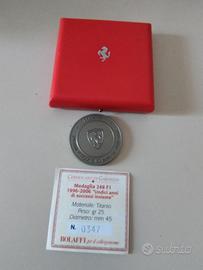 CERTIFICATO DI GARANZIA
Medaglia 248 F1
1996-2006 "Undici anni
di successi insieme"
Materiale: Titanio
Peso: gr 25
Diametro: mm 45
N. 0347
BOLAFFI per il collezionismo
subito